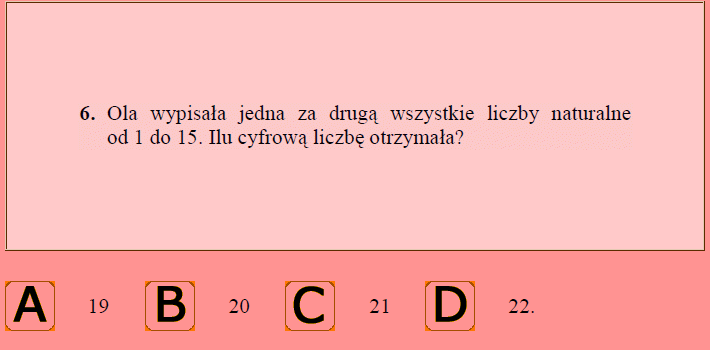 6. Ola wypisała jedna za drugą wszystkie liczby naturalne
od 1 do 15. Ilu cyfrową liczbę otrzymała?
A 19 B 20 C 21 D 22.